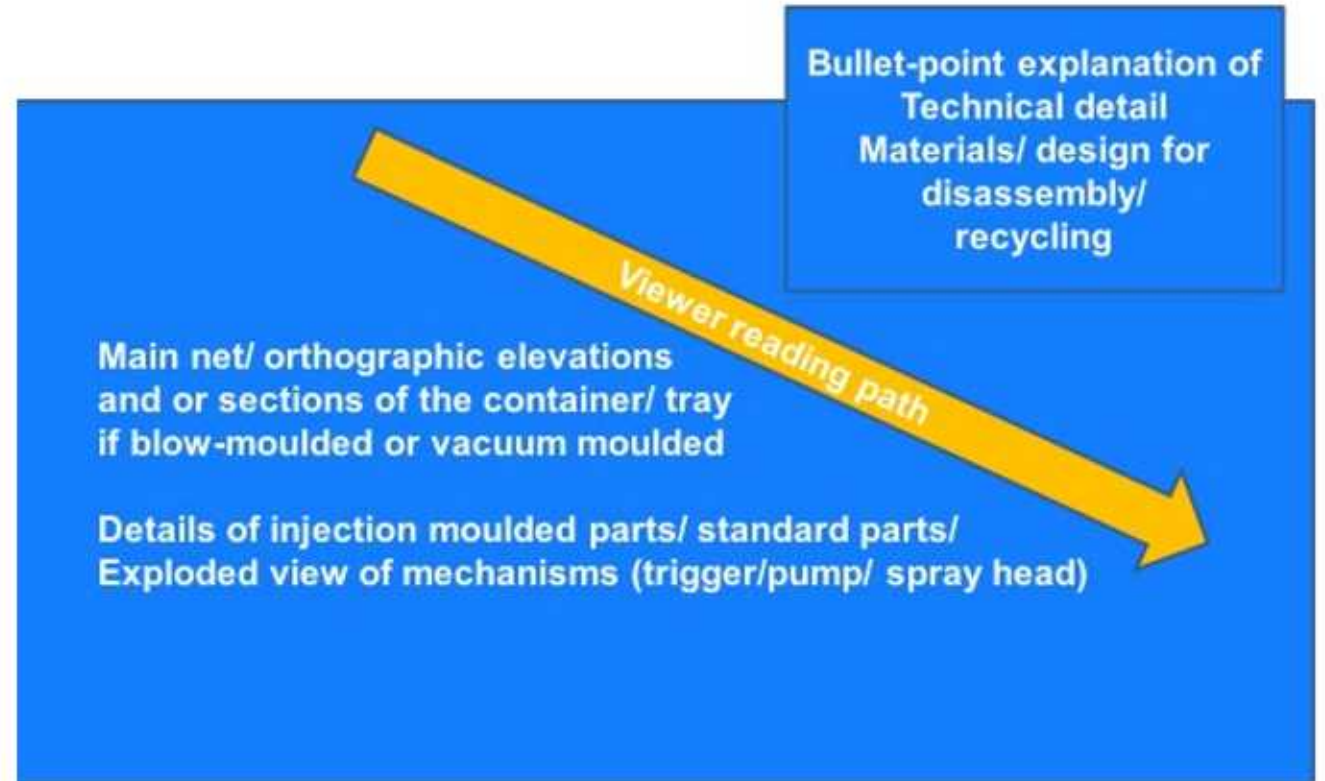 Bullet-point explanation of
Technical detail
Materials/ design for
disassembly/
recycling
Viewer reading path
Main net/ orthographic elevations
and or sections of the container/ tray
if blow-moulded or vacuum moulded
Details of injection moulded parts/ standard parts/
Exploded view of mechanisms (trigger/pump/ spray head)